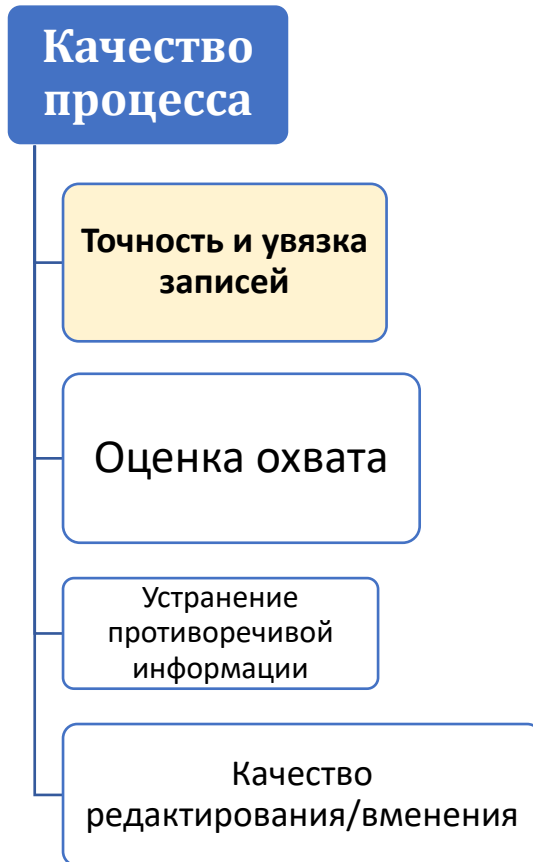 Качество
процесса
Точность и увязка
записей
Оценка охвата
Устранение
противоречивой
информации
Качество
редактирования/вменения